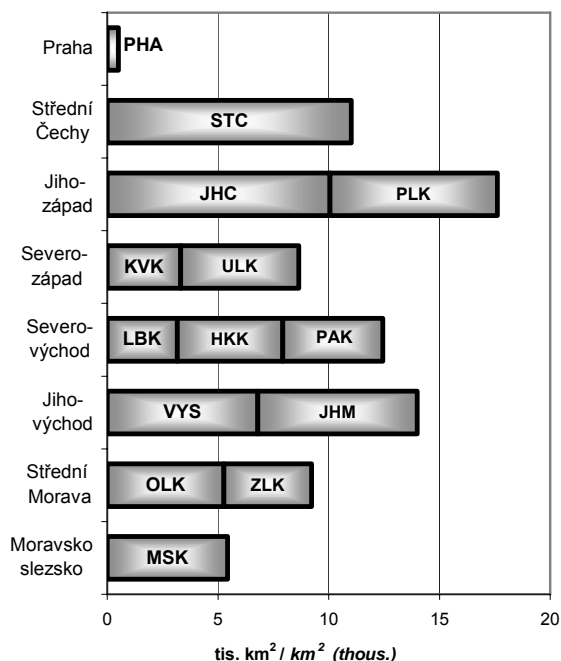 Praha
PHA
Střední
Čechy
STC
Jiho-
západ
JHC PLK
Severo-
západ
KVK ULK
Severo-
východ
LBK HKK PAK
Jiho-
východ
VYS JHM
Střední
Morava
OLK ZLK
Moravsko
slezsko
MSK
0 5 10 15 20
tis. km² / km² (thous.)